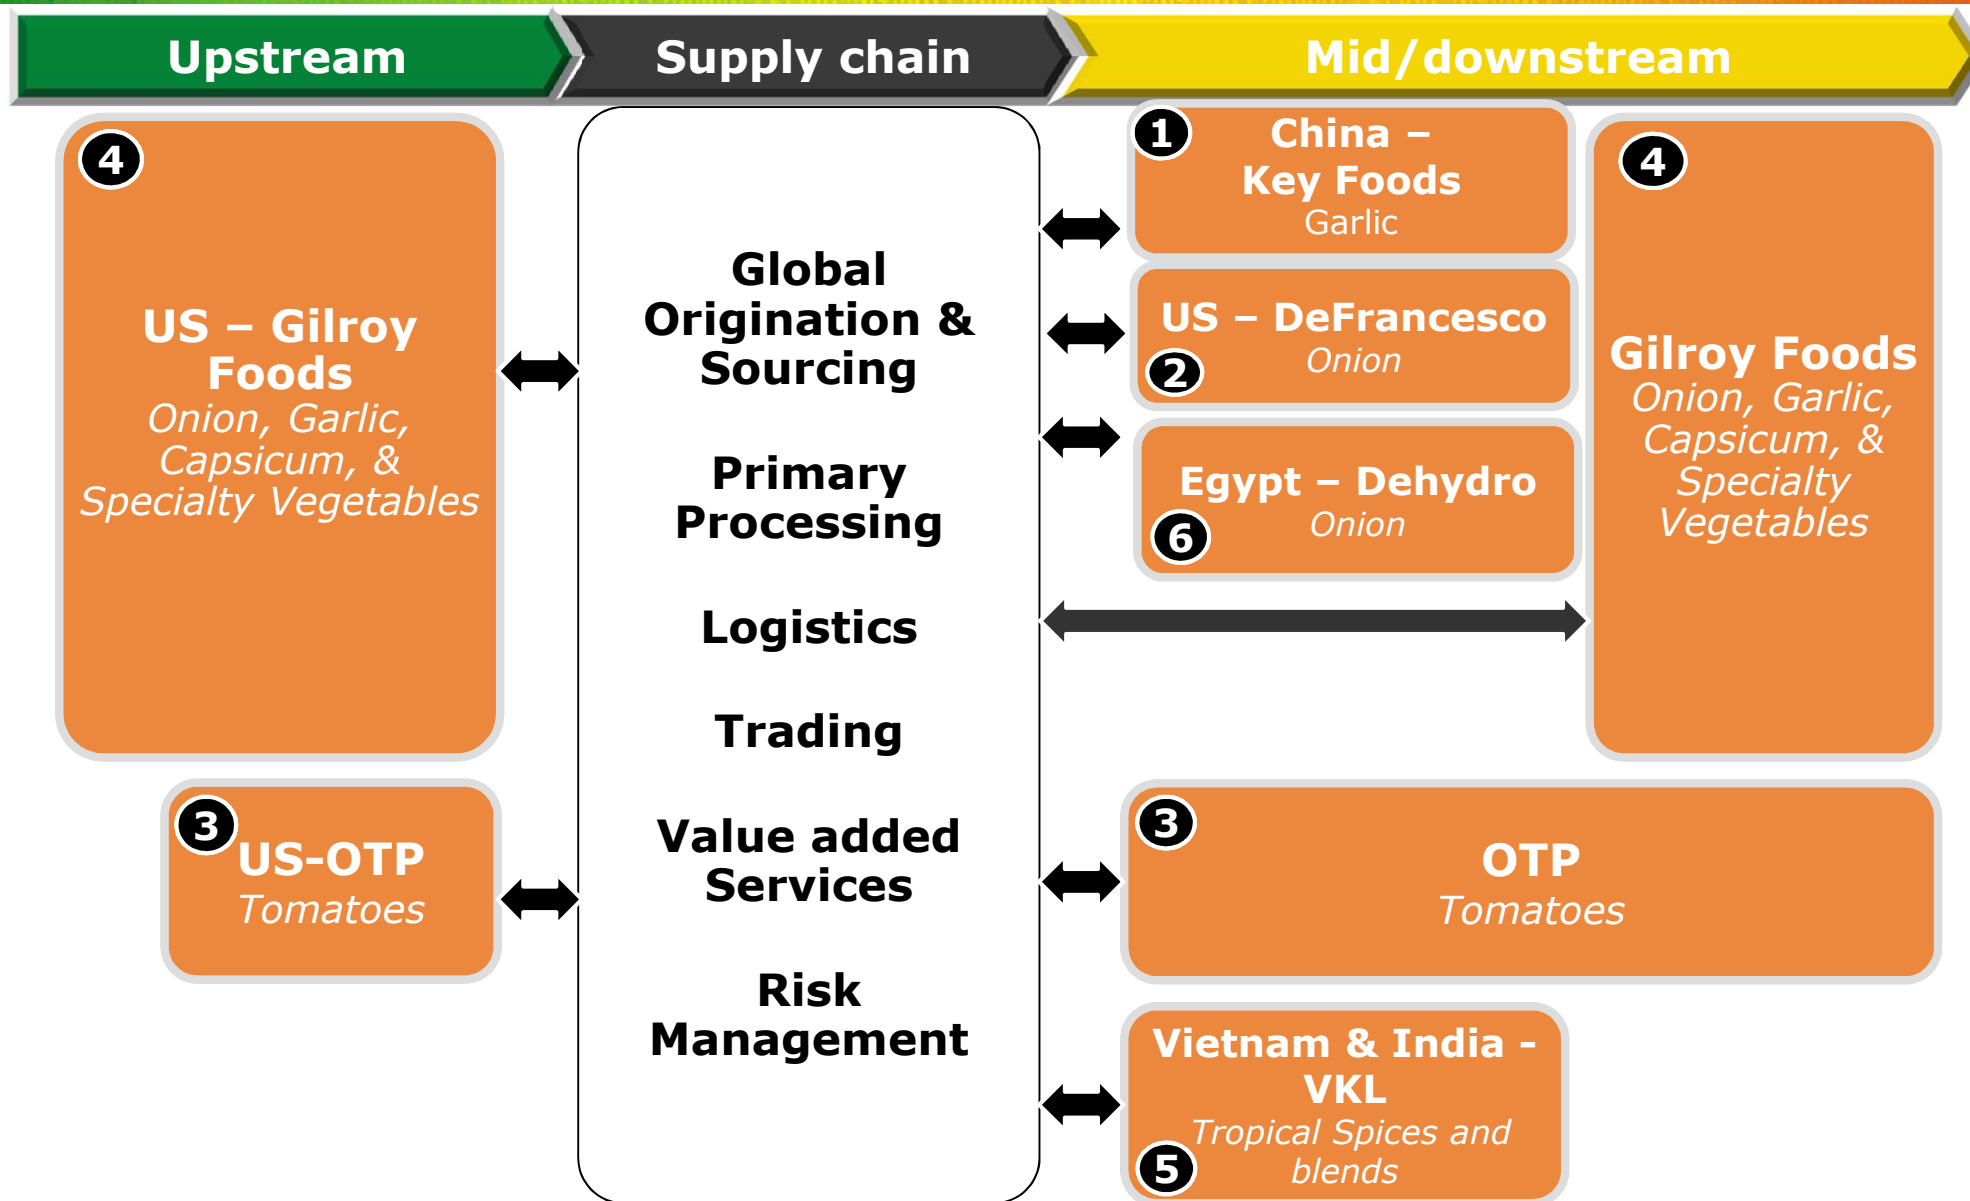 Upstream
Supply chain
Mid/downstream
4
US – Gilroy
Foods
Onion, Garlic,
Capsicum, &
Specialty Vegetables
3
US-OTP
Tomatoes
Global
Origination &
Sourcing
Primary
Processing
Logistics
Trading
Value added
Services
Risk
Management
1
China –
Key Foods
Garlic
US – DeFrancesco
Onion
2
Egypt – Dehydro
Onion
6
4
Gilroy Foods
Onion, Garlic,
Capsicum, &
Specialty
Vegetables
3
OTP
Tomatoes
Vietnam & India -
VKL
Tropical Spices and
blends
5